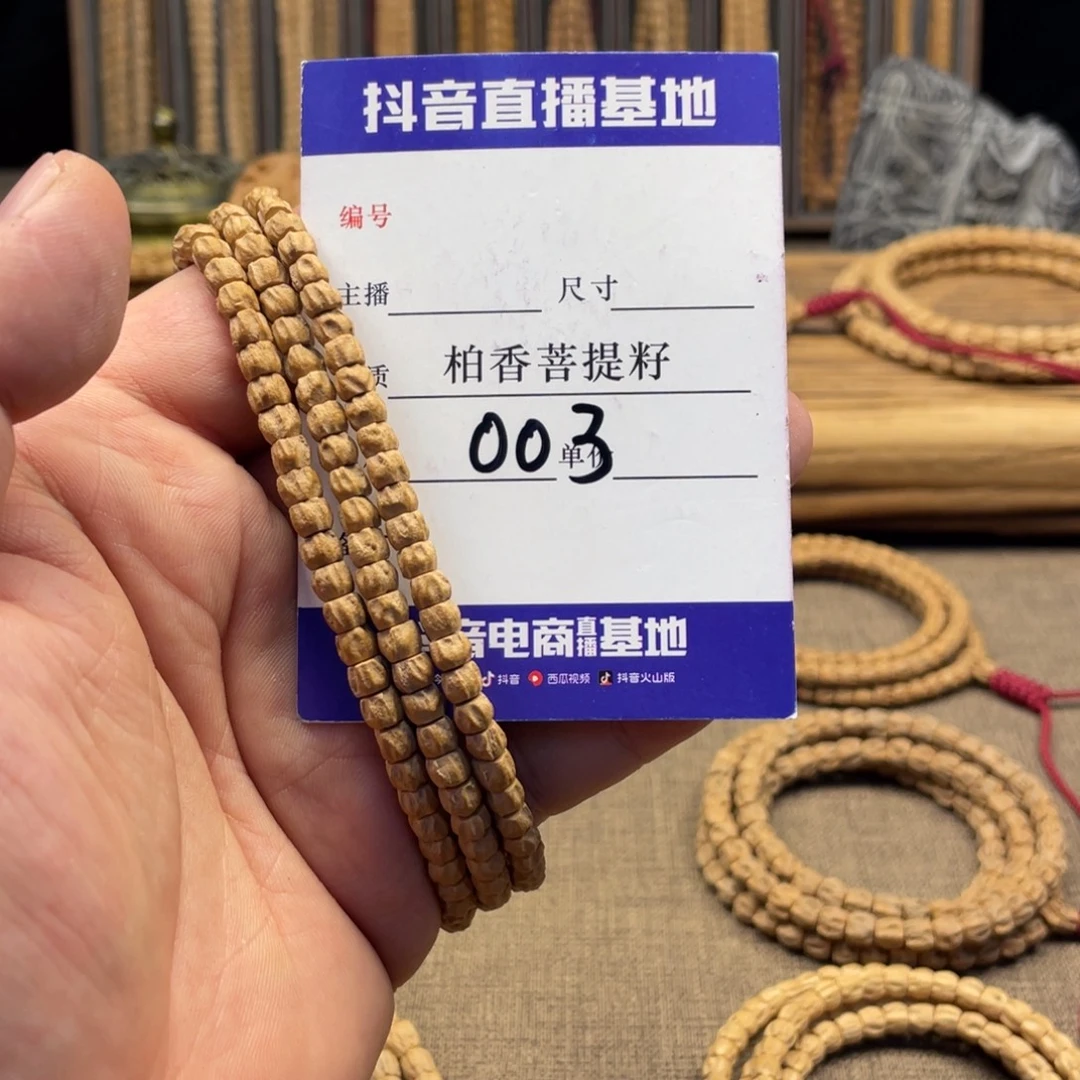 抖音直播基地
编号
主播 尺寸
质 柏香菩提籽
003 单价
音电商直播基地
抖音 西瓜视频 抖音火山版